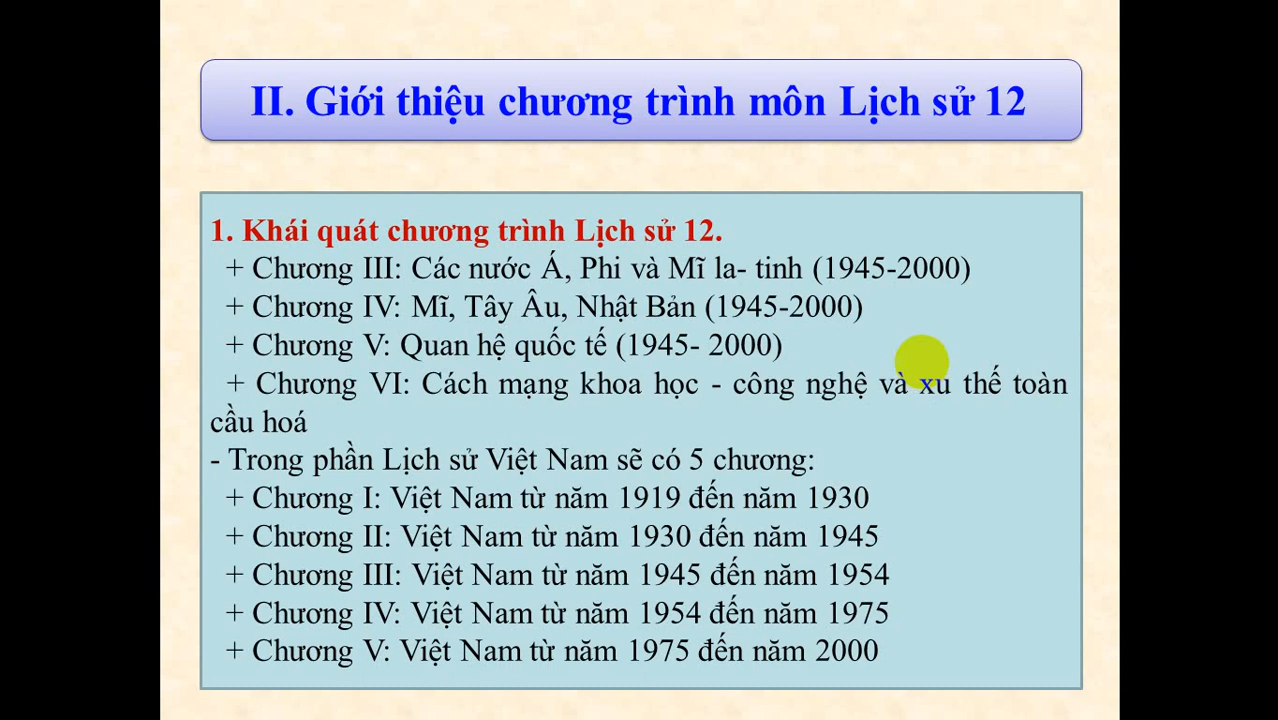 II. Giới thiệu chương trình môn Lịch sử 12
1. Khái quát chương trình Lịch sử 12.
+ Chương III: Các nước Á, Phi và Mĩ la- tinh (1945-2000)
+ Chương IV: Mĩ, Tây Âu, Nhật Bản (1945-2000)
+ Chương V: Quan hệ quốc tế (1945- 2000)
+ Chương VI: Cách mạng khoa học - công nghệ và xu thế toàn
cầu hoá
- Trong phần Lịch sử Việt Nam sẽ có 5 chương:
+ Chương I: Việt Nam từ năm 1919 đến năm 1930
+ Chương II: Việt Nam từ năm 1930 đến năm 1945
+ Chương III: Việt Nam từ năm 1945 đến năm 1954
+ Chương IV: Việt Nam từ năm 1954 đến năm 1975
+ Chương V: Việt Nam từ năm 1975 đến năm 2000